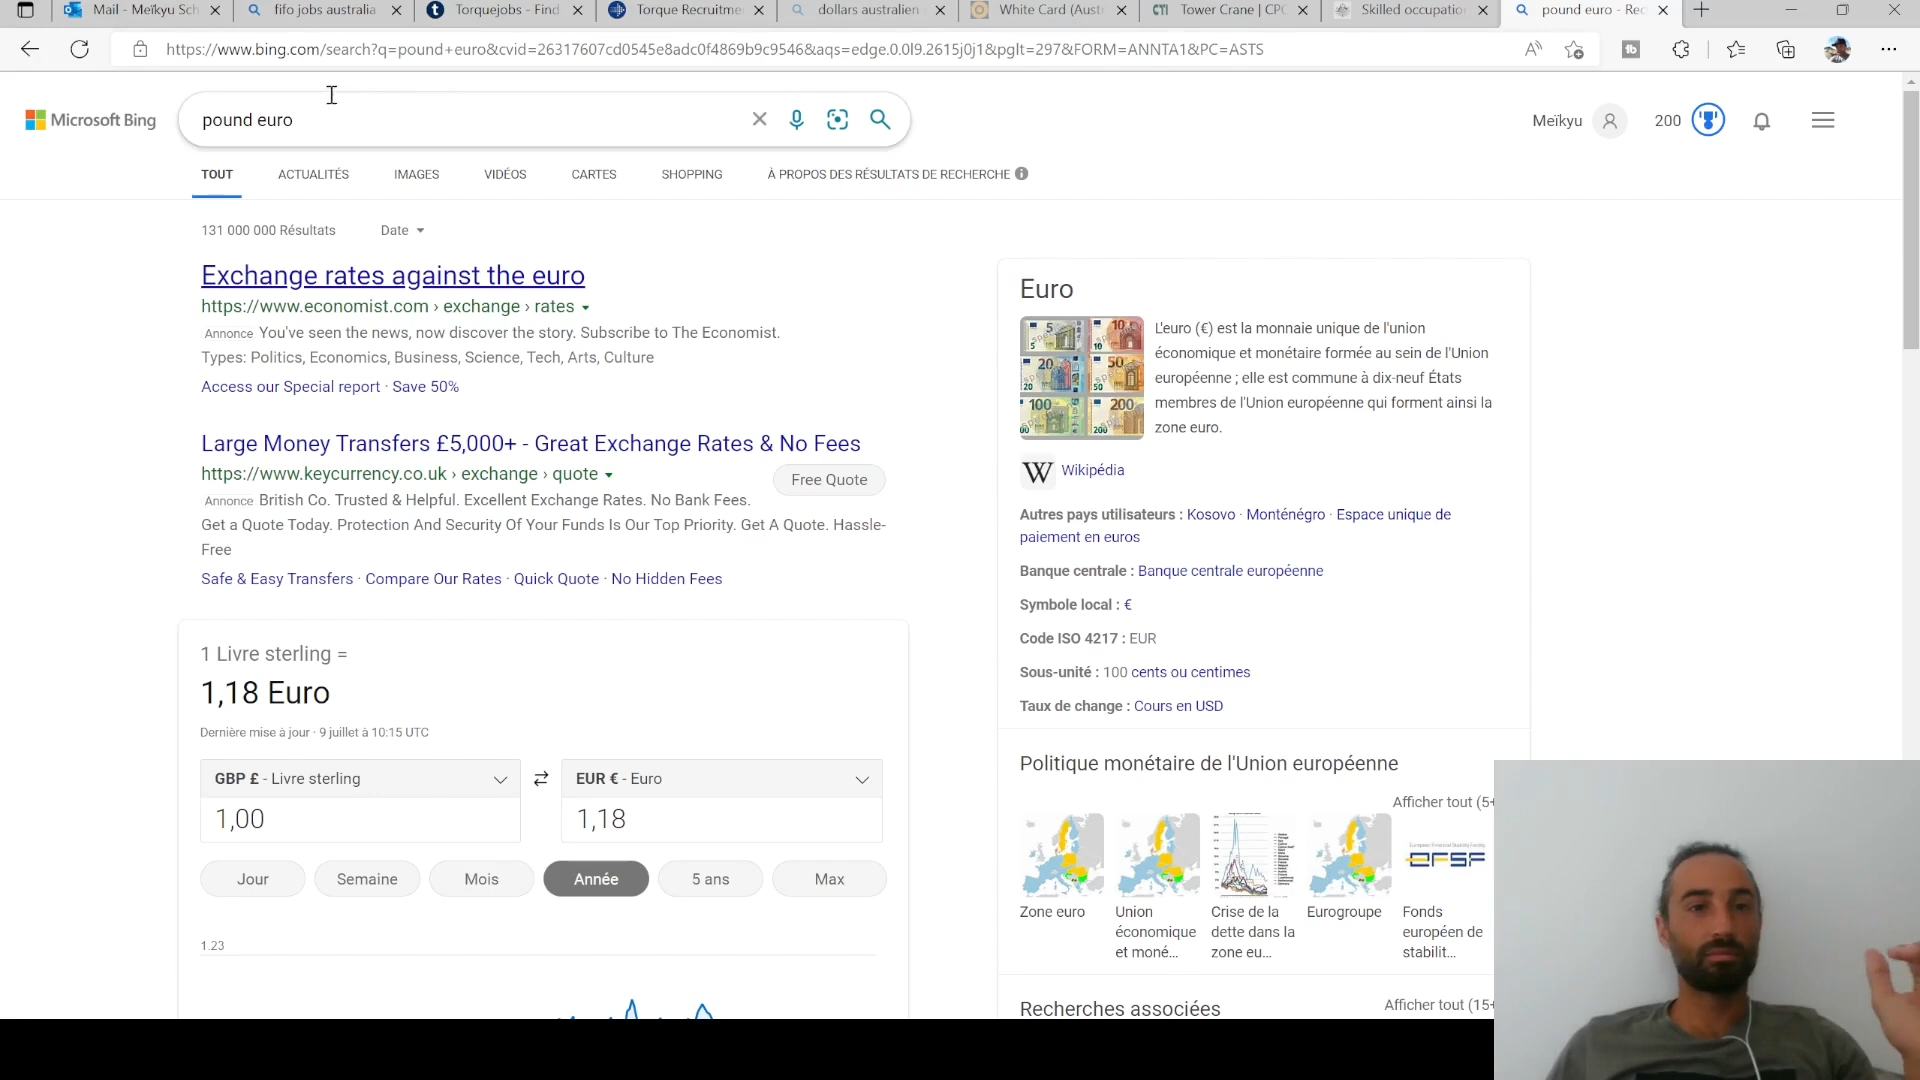 Mail - Meïkyu Sch
fifo jobs australia
Torquejobs - Find
Torque Recruitme
dollars australien
White Card (Aust
CTI Tower Crane | CPC
Skilled occupatio
pound euro - Rec
https://www.bing.com/search?q=pound+euro&cvid=26317607cd0545e8adc0f4869b9c9546&aqs=edge.0.0l9.2615j0j1&pglt=297&FORM=ANNTA1&PC=ASTS
Microsoft Bing
pound euro
Meïkyu
200
TOUT ACTUALITÉS IMAGES VIDÉOS CARTES SHOPPING À PROPOS DES RÉSULTATS DE RECHERCHE
131 000 000 Résultats Date
Exchange rates against the euro
https://www.economist.com › exchange › rates
Annonce You've seen the news, now discover the story. Subscribe to The Economist.
Types: Politics, Economics, Business, Science, Tech, Arts, Culture
Access our Special report · Save 50%
Large Money Transfers £5,000+ - Great Exchange Rates & No Fees
https://www.keycurrency.co.uk › exchange › quote
Free Quote
Annonce British Co. Trusted & Helpful. Excellent Exchange Rates. No Bank Fees.
Get a Quote Today. Protection And Security Of Your Funds Is Our Top Priority. Get A Quote. Hassle-
Free
Safe & Easy Transfers · Compare Our Rates · Quick Quote · No Hidden Fees
1 Livre sterling =
1,18 Euro
Dernière mise à jour · 9 juillet à 10:15 UTC
GBP £ - Livre sterling
EUR € - Euro
1,00
1,18
Jour Semaine Mois Année 5 ans Max
1.23
Euro
5 10
20 50
100 200
L'euro (€) est la monnaie unique de l'union
économique et monétaire formée au sein de l'Union
européenne ; elle est commune à dix-neuf États
membres de l'Union européenne qui forment ainsi la
zone euro.
W Wikipédia
Autres pays utilisateurs : Kosovo · Monténégro · Espace unique de
paiement en euros
Banque centrale : Banque centrale européenne
Symbole local : €
Code ISO 4217 : EUR
Sous-unité : 100 cents ou centimes
Taux de change : Cours en USD
Politique monétaire de l'Union européenne
Afficher tout (5+
EFSF
Zone euro
Union
économique
et moné...
Crise de la
dette dans la
zone eu...
Eurogroupe
Fonds
européen de
stabilit...
Recherches associées
Afficher tout (15+